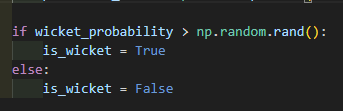 if wicket_probability > np.random.rand():
    is_wicket = True
else:
    is_wicket = False